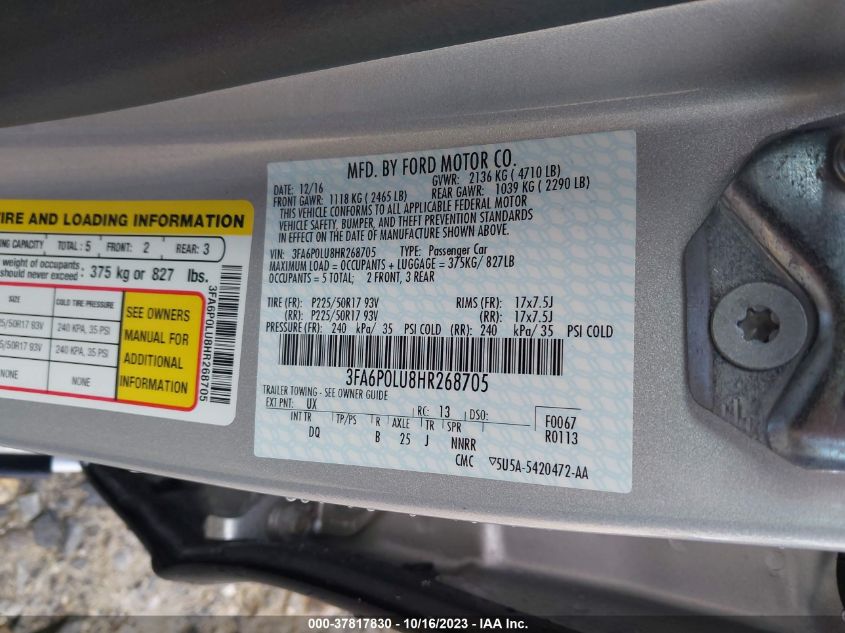 MFD. BY FORD MOTOR CO.
DATE: 12/16 GVWR: 2136 KG ( 4710 LB)
FRONT GAWR: 1118 KG ( 2465 LB) REAR GAWR: 1039 KG ( 2290 LB)
THIS VEHICLE CONFORMS TO ALL APPLICABLE FEDERAL MOTOR
VEHICLE SAFETY, BUMPER, AND THEFT PREVENTION STANDARDS
IN EFFECT ON THE DATE OF MANUFACTURE SHOWN ABOVE.
VIN: 3FA6P0LU8HR268705 TYPE: Passenger Car
MAXIMUM LOAD = OCCUPANTS + LUGGAGE = 375KG/ 827LB
OCCUPANTS = 5 TOTAL; 2 FRONT, 3 REAR
TIRE (FR): P225/50R17 93V RIMS (FR): 17x7.5J
(RR): P225/50R17 93V (RR): 17x7.5J
PRESSURE (FR): 240 kPa/ 35 PSI COLD (RR): 240 kPa/ 35 PSI COLD
3FA6P0LU8HR268705
TRAILER TOWING - SEE OWNER GUIDE
EXT PNT: UX RC: 13 DSO: F0067
INT TR TP/PS R AXLE TR SPR R0113
DQ B 25 J NNRR
CMC ▽5U5A-5420472-AA
TIRE AND LOADING INFORMATION
SEATING CAPACITY TOTAL: 5 FRONT: 2 REAR: 3
weight of occupants
should never exceed: 375 kg or 827 lbs.
SIZE COLD TIRE PRESSURE
225/50R17 93V 240 KPA, 35 PSI
225/50R17 93V 240 KPA, 35 PSI
NONE NONE
SEE OWNERS
MANUAL FOR
ADDITIONAL
INFORMATION
3FA6P0LU8HR268705
000-37817830 - 10/16/2023 - IAA Inc.